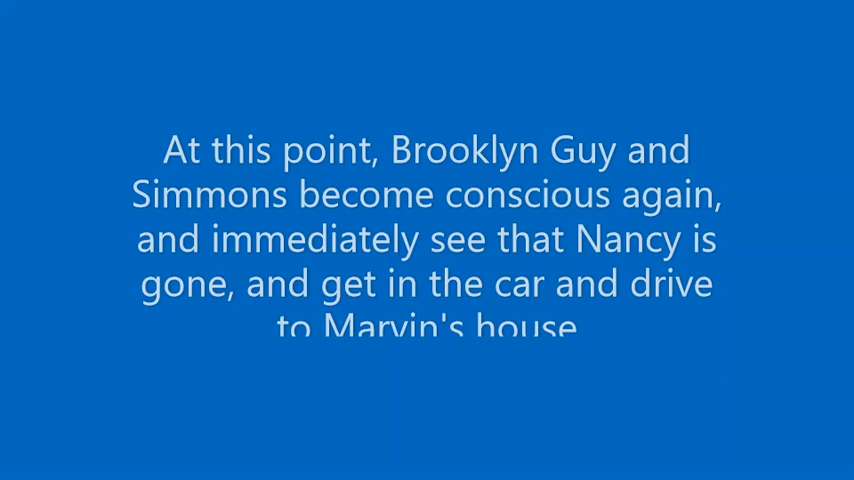 At this point, Brooklyn Guy and
Simmons become conscious again,
and immediately see that Nancy is
gone, and get in the car and drive
to Marvin's house